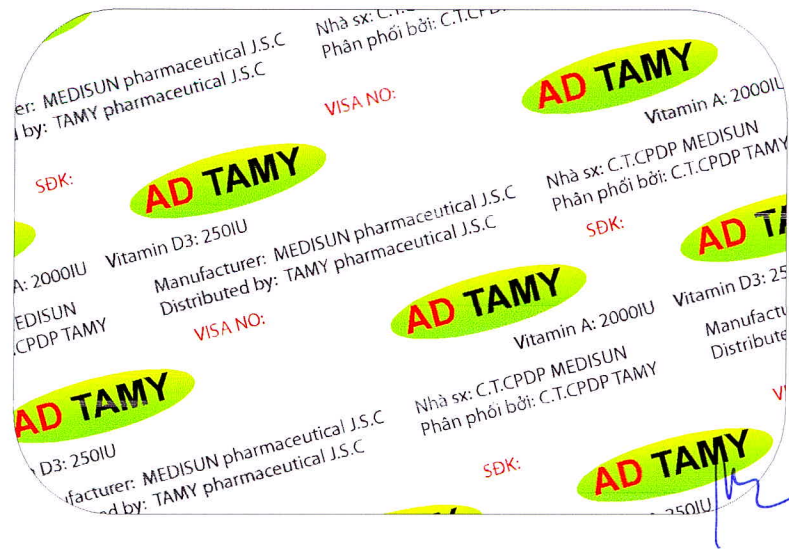 Nhà sx:
Phân phối bởi: C.T.CPD
MEDISUN pharmaceutical J.S.C
by: TAMY pharmaceutical J.S.C
VISA NO:
AD TAMY
Vitamin A: 2000IU
Nhà sx: C.T.CPDP MEDISUN
Phân phối bởi: C.T.CPDP TAMY
SĐK:
SĐK:
AD TAMY
Vitamin D3: 250IU
Manufacturer: MEDISUN pharmaceutical J.S.C
Distributed by: TAMY pharmaceutical J.S.C
VISA NO:
AD TA
Vitamin D3: 25
Manufactu
Distribute
A: 2000IU
EDISUN
CPDP TAMY
AD TAMY
Vitamin A: 2000IU
Nhà sx: C.T.CPDP MEDISUN
Phân phối bởi: C.T.CPDP TAMY
SĐK:
AD TAMY
D3: 250IU
facturer: MEDISUN pharmaceutical J.S.C
d by: TAMY pharmaceutical J.S.C
AD TAMY
250IU